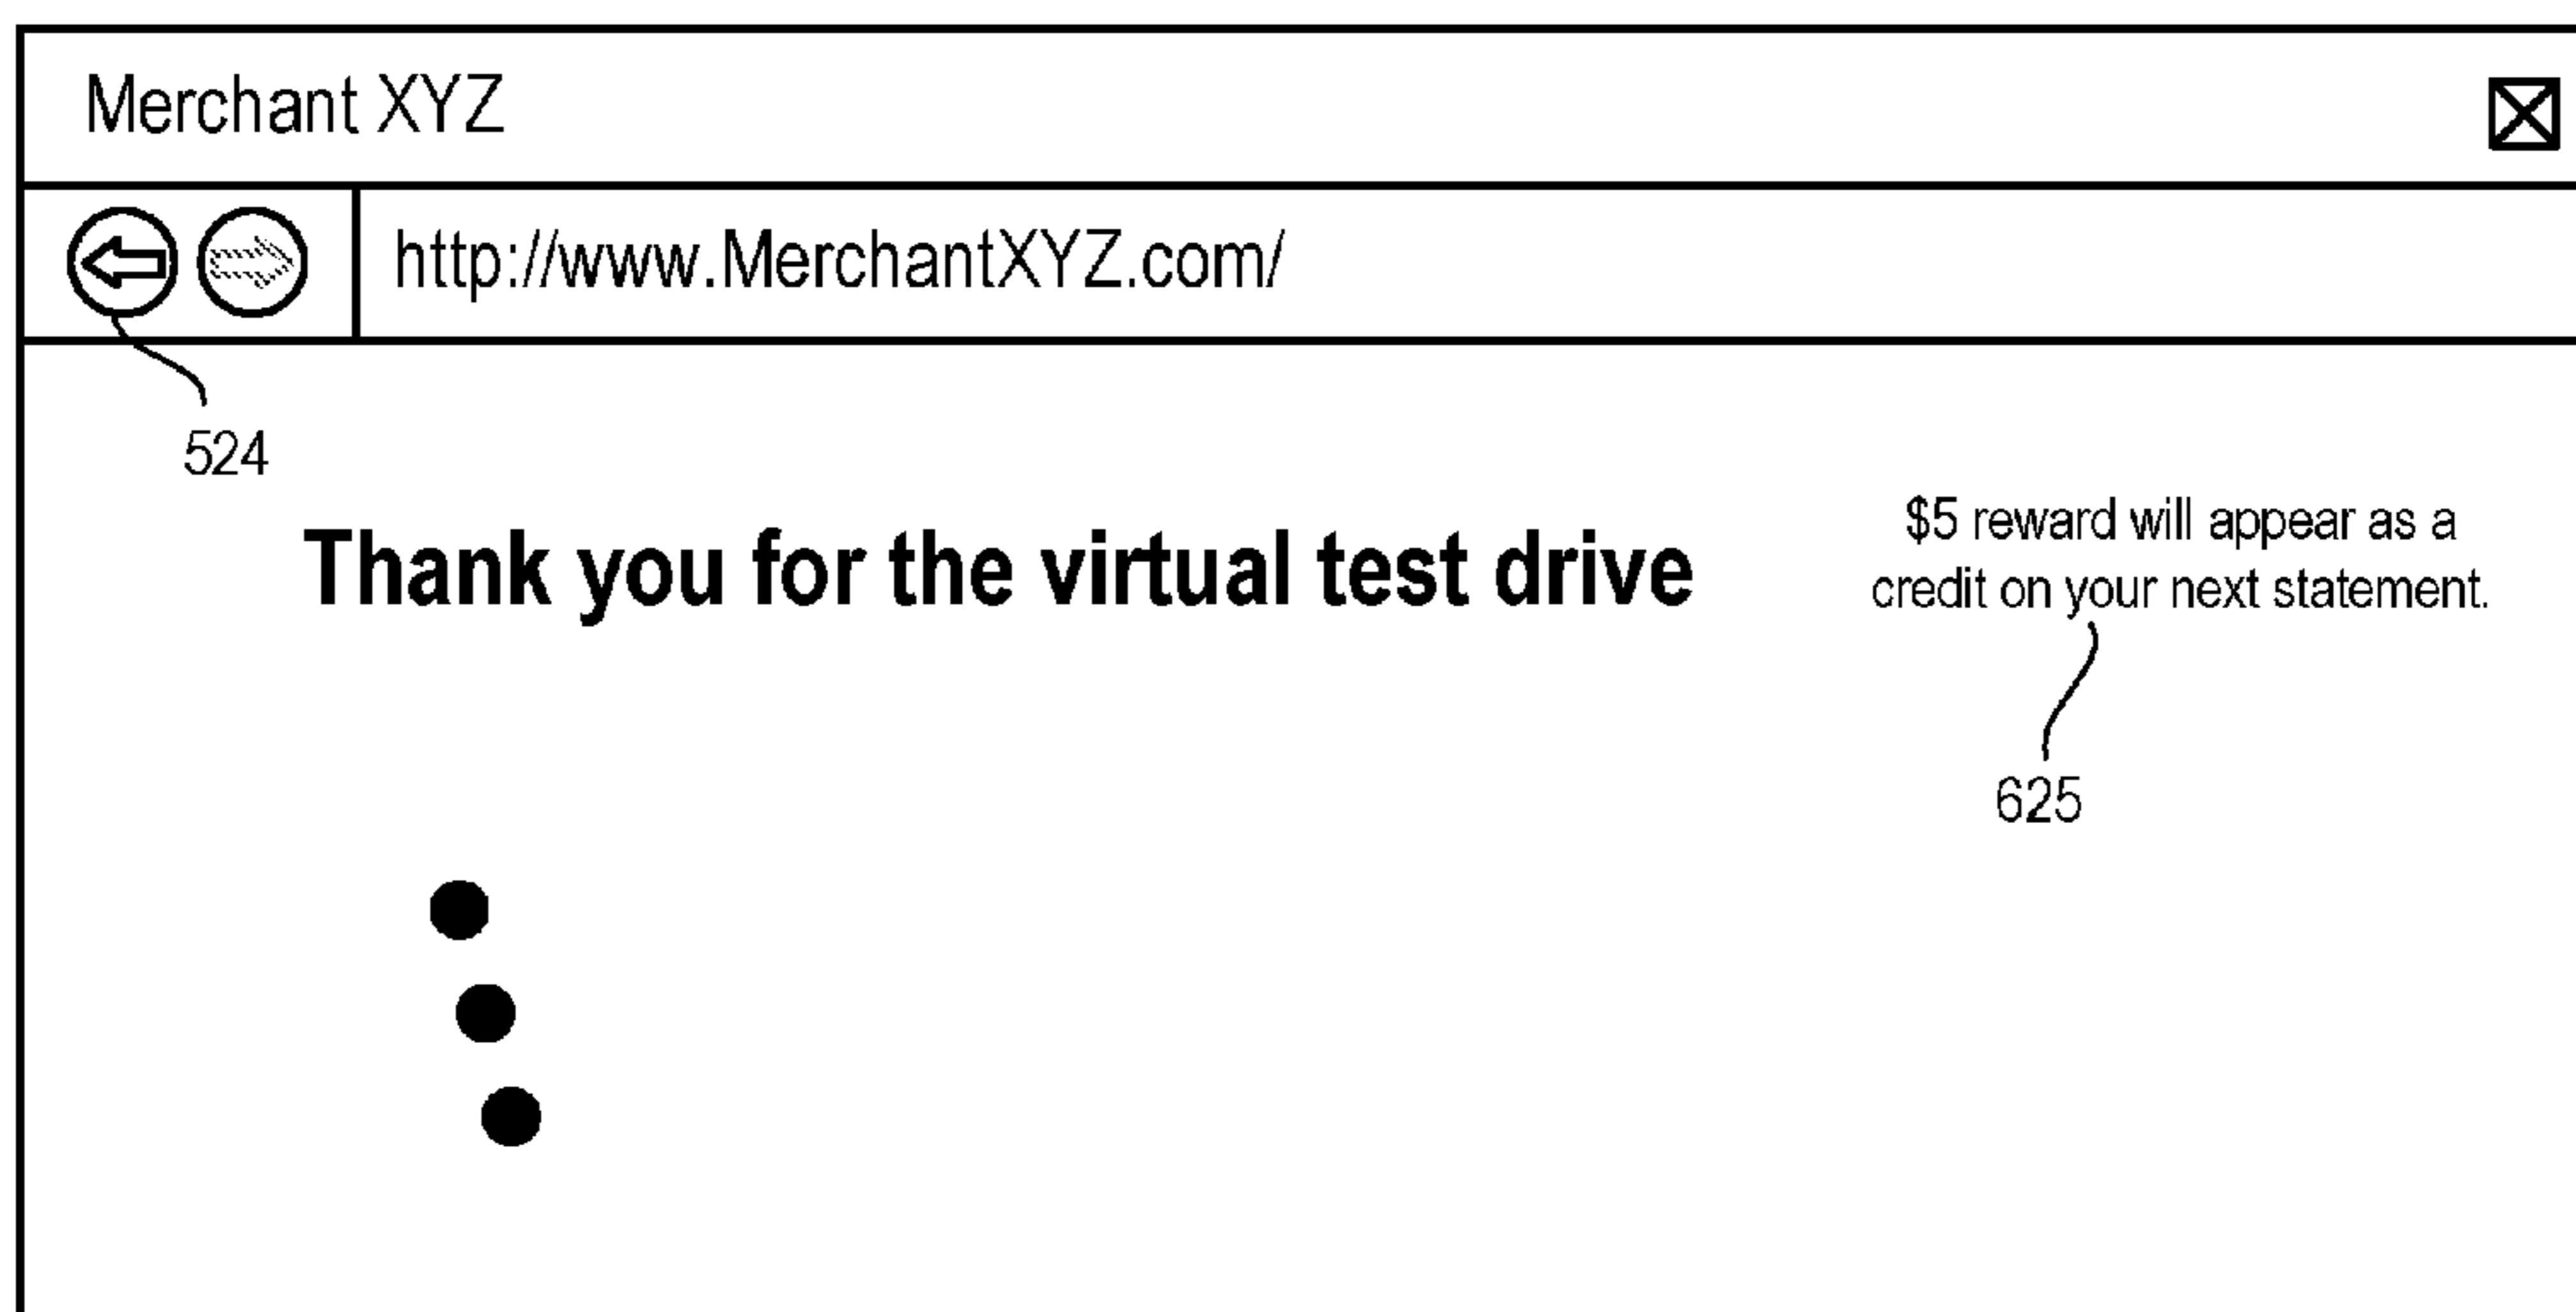 Merchant XYZ
http://www.MerchantXYZ.com/
524
Thank you for the virtual test drive
$5 reward will appear as a
credit on your next statement.
625